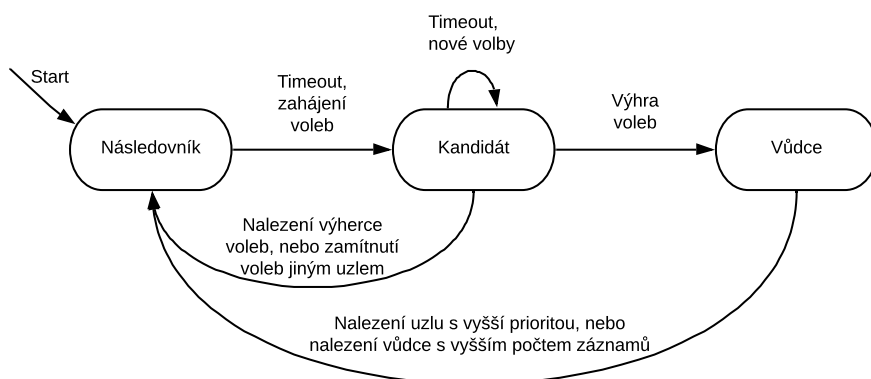 Timeout,
nové volby
Start
Timeout,
zahájení
voleb
Výhra
voleb
Následovník
Kandidát
Vůdce
Nalezení výherce
voleb, nebo zamítnutí
voleb jiným uzlem
Nalezení uzlu s vyšší prioritou, nebo
nalezení vůdce s vyšším počtem záznamů